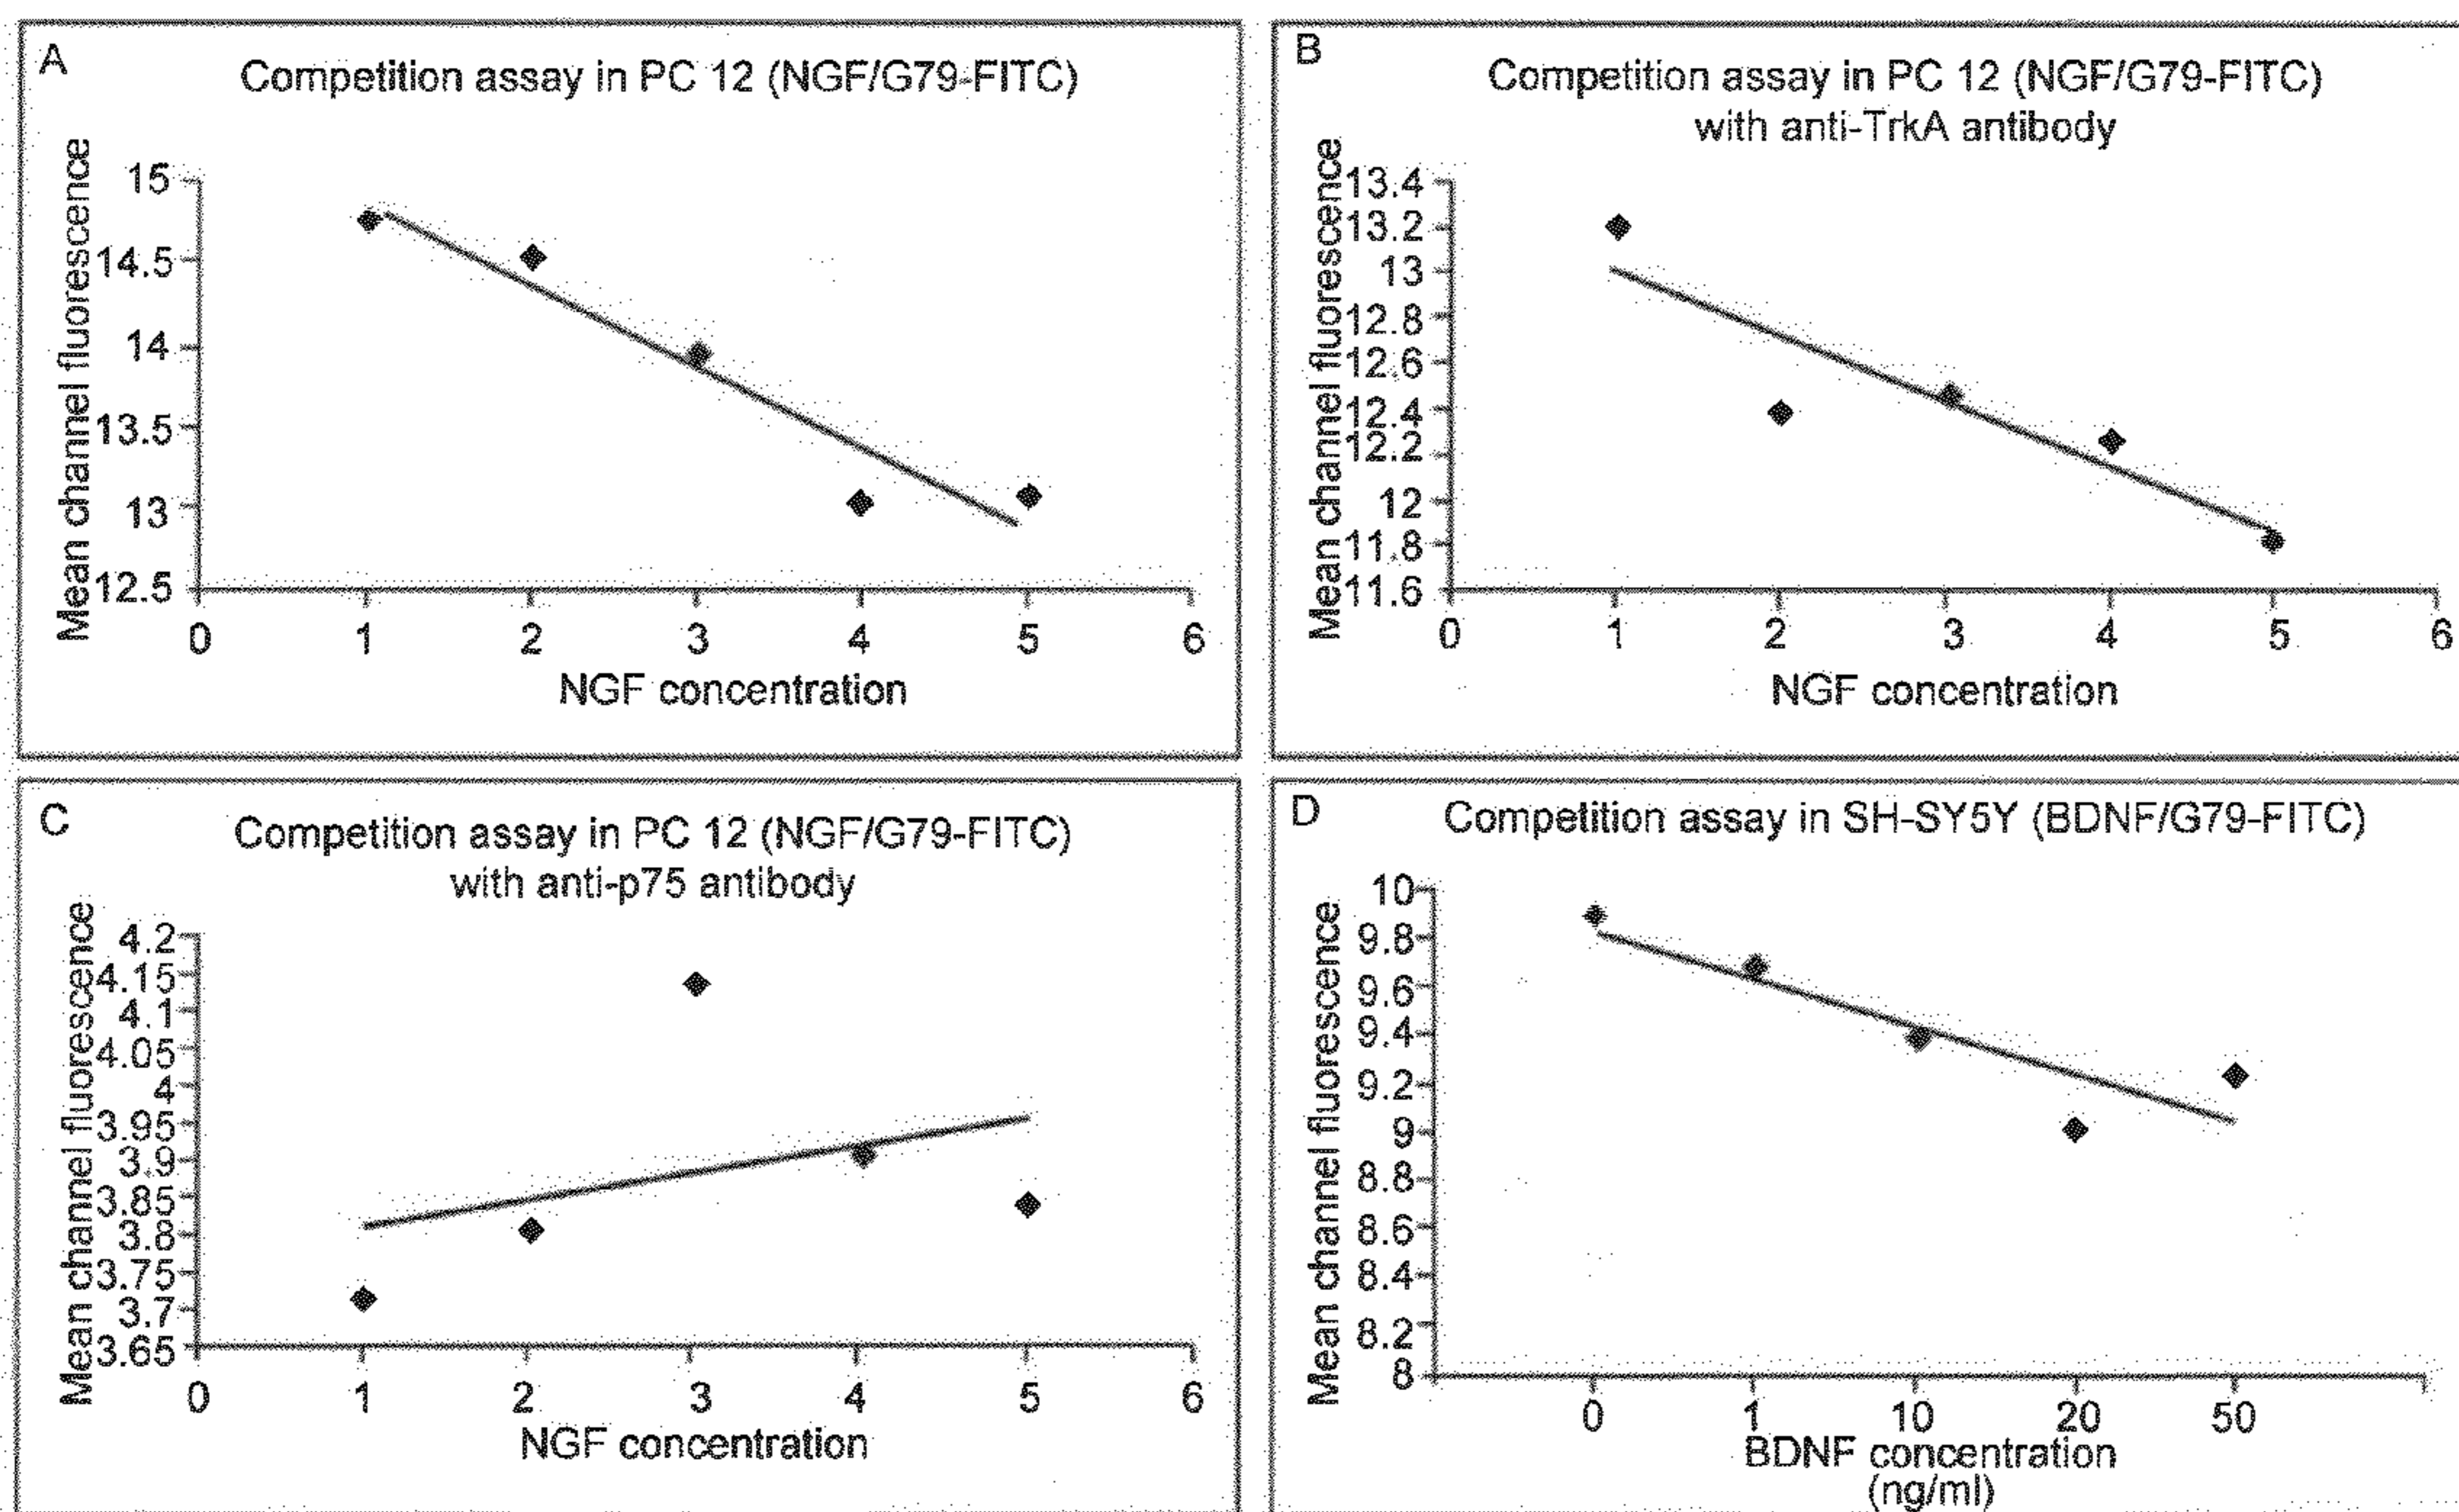 A
Competition assay in PC 12 (NGF/G79-FITC)
Mean channel fluorescence
15
14.5
14
13.5
13
12.5
0 1 2 3 4 5 6
NGF concentration
B
Competition assay in PC 12 (NGF/G79-FITC)
with anti-TrkA antibody
Mean channel fluorescence
13.4
13.2
13
12.8
12.6
12.4
12.2
12
11.8
11.6
0 1 2 3 4 5 6
NGF concentration
C
Competition assay in PC 12 (NGF/G79-FITC)
with anti-p75 antibody
Mean channel fluorescence
4.2
4.15
4.1
4.05
4
3.95
3.9
3.85
3.8
3.75
3.7
3.65
0 1 2 3 4 5 6
NGF concentration
D
Competition assay in SH-SY5Y (BDNF/G79-FITC)
Mean channel fluorescence
10
9.8
9.6
9.4
9.2
9
8.8
8.6
8.4
8.2
8
0 1 10 20 50
BDNF concentration
(ng/ml)